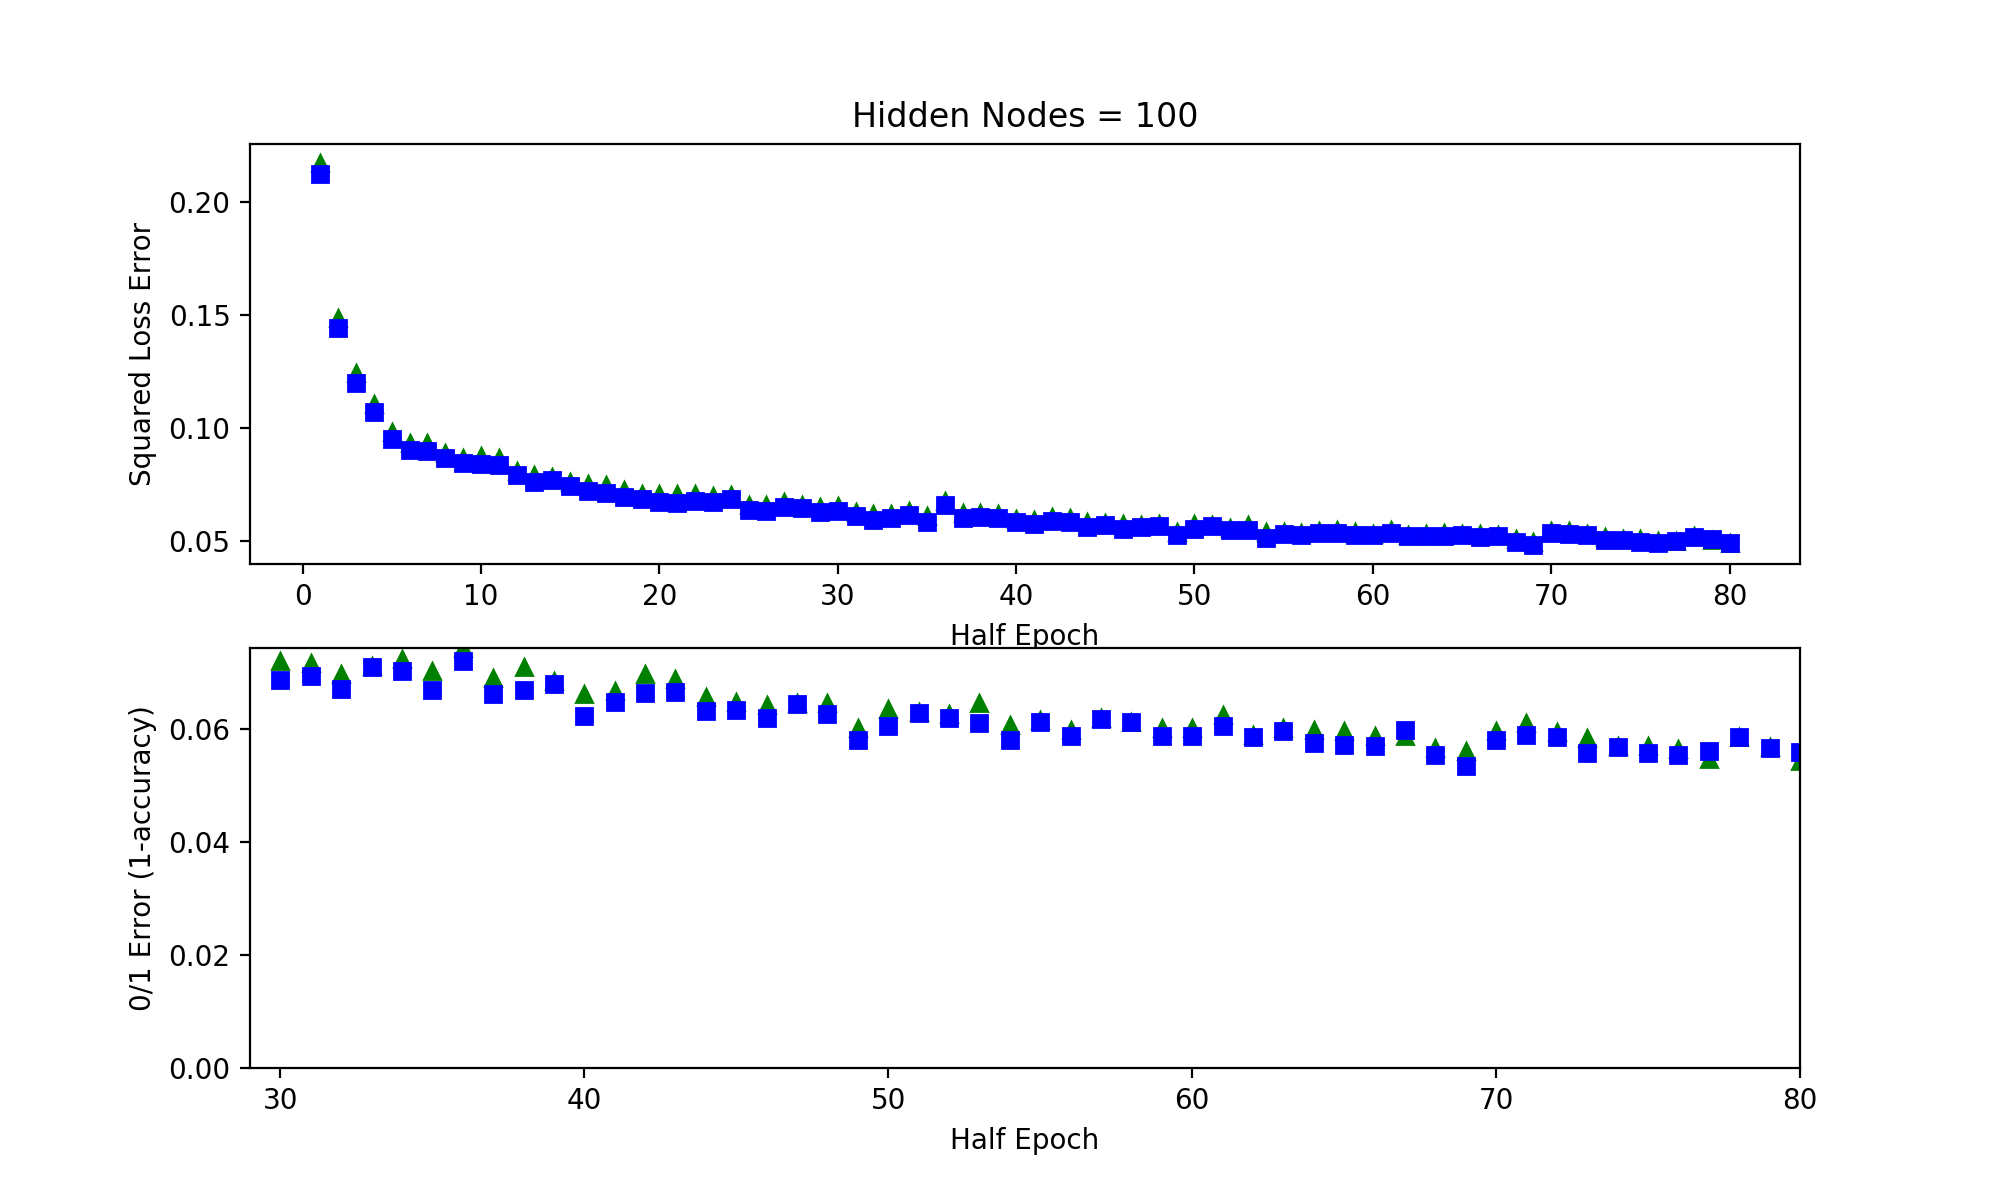 Hidden Nodes = 100
Squared Loss Error
0.20
0.15
0.10
0.05
0 10 20 30 40 50 60 70 80
Half Epoch
0/1 Error (1-accuracy)
0.06
0.04
0.02
0.00
30 40 50 60 70 80
Half Epoch